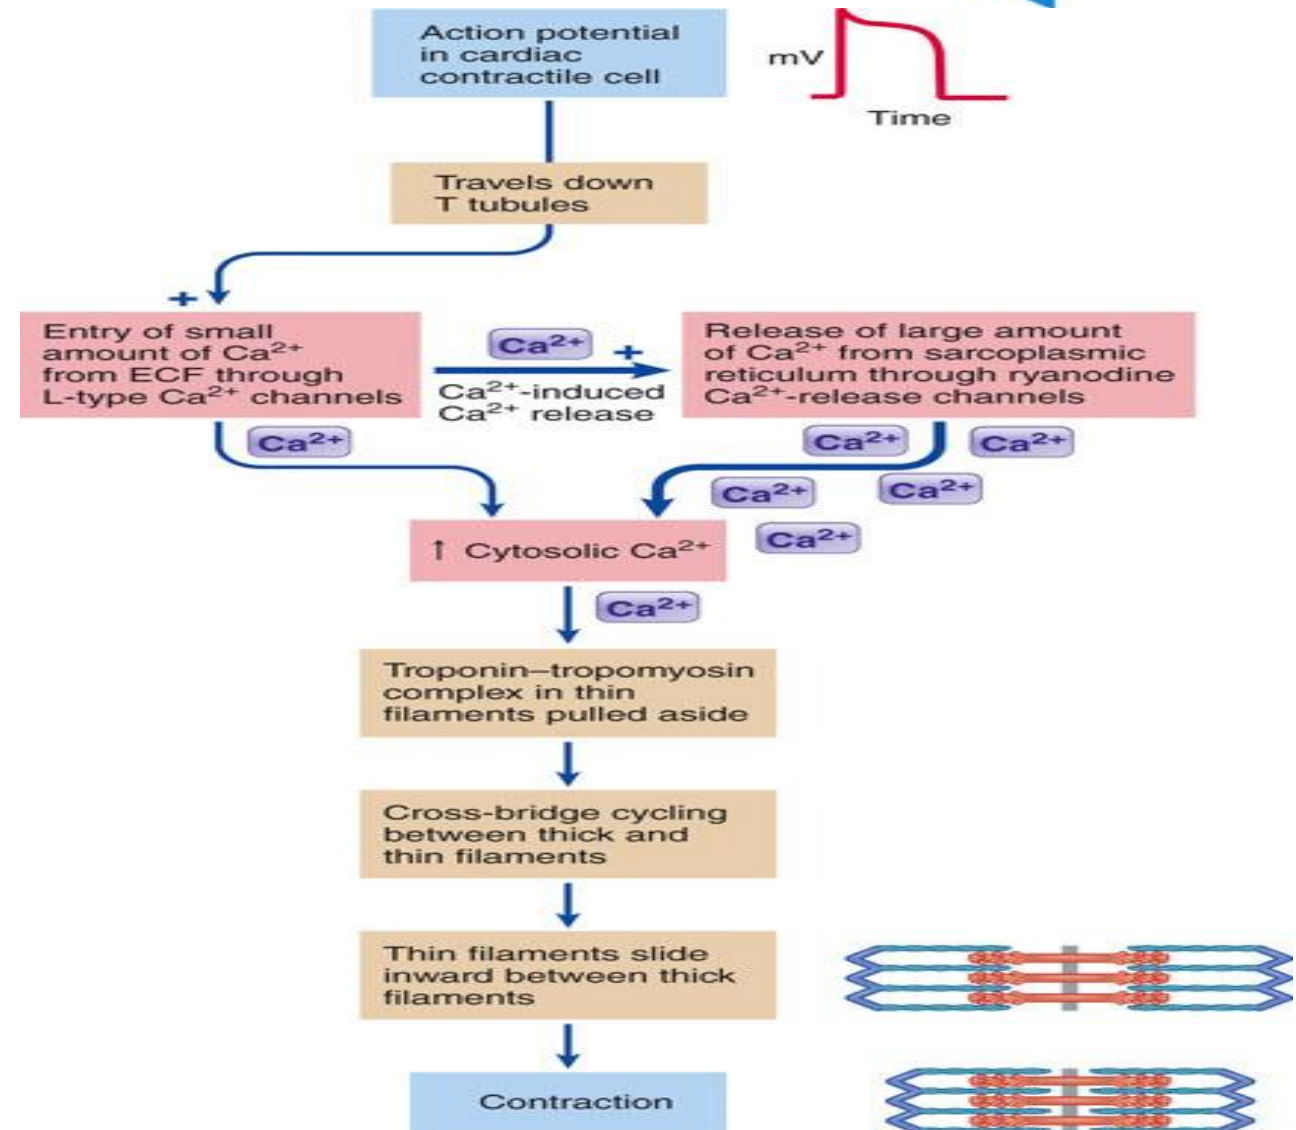 Action potential
in cardiac
contractile cell
mV
Time
Travels down
T tubules
+
Entry of small
amount of Ca²⁺
from ECF through
L-type Ca²⁺ channels
Ca²⁺
+
Ca²⁺-induced
Ca²⁺ release
Release of large amount
of Ca²⁺ from sarcoplasmic
reticulum through ryanodine
Ca²⁺-release channels
Ca²⁺
Ca²⁺
Ca²⁺
Ca²⁺
Ca²⁺
Ca²⁺
↑ Cytosolic Ca²⁺
Ca²⁺
Troponin–tropomyosin
complex in thin
filaments pulled aside
Cross-bridge cycling
between thick and
thin filaments
Thin filaments slide
inward between thick
filaments
Contraction